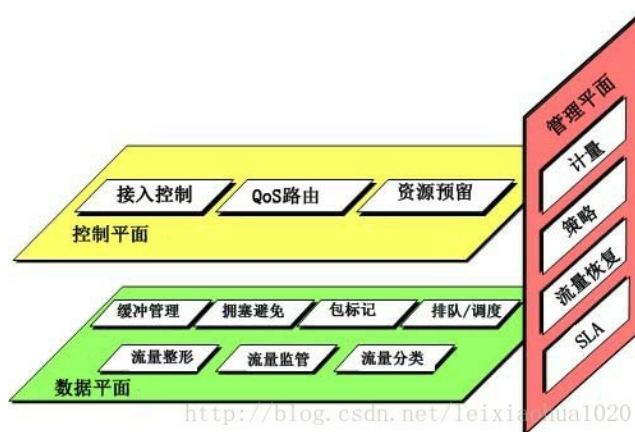 管理平面
计量
策略
流量恢复
SLA
接入控制
QoS路由
资源预留
控制平面
缓冲管理
拥塞避免
包标记
排队/调度
流量整形
流量监管
流量分类
数据平面
http://blog.csdn.net/leixiaohua1020